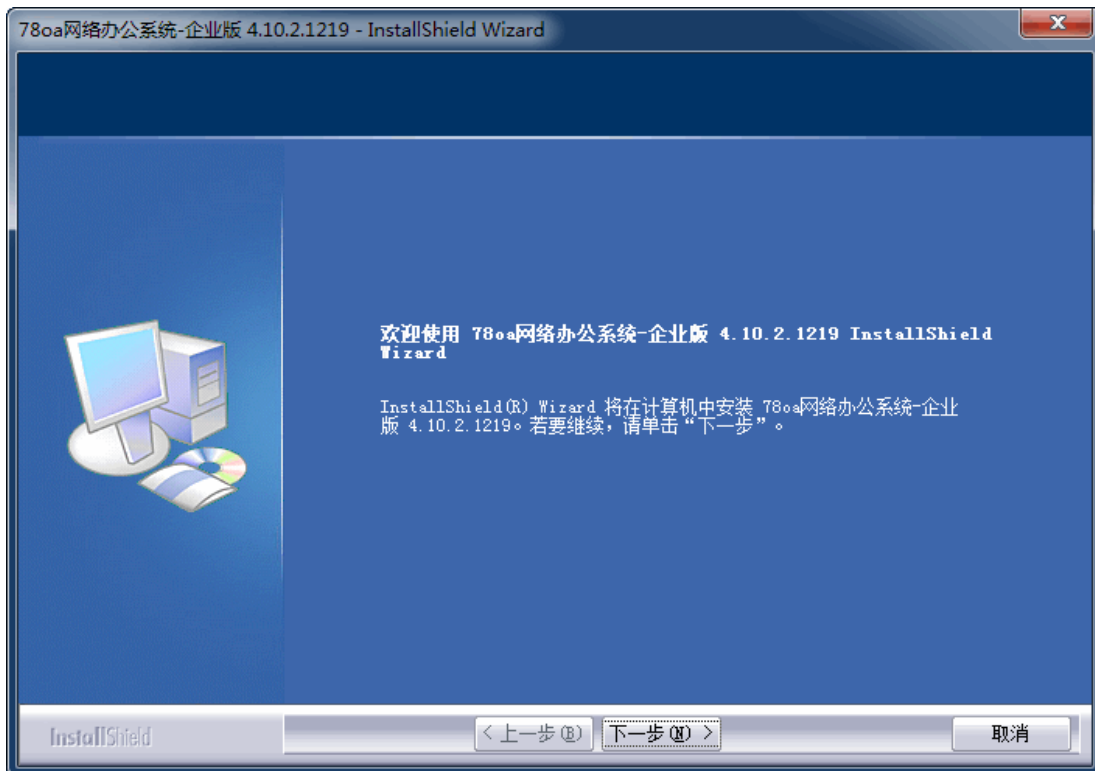 78oa网络办公系统-企业版 4.10.2.1219 - InstallShield Wizard
欢迎使用 78oa网络办公系统-企业版 4.10.2.1219 InstallShield
Wizard
InstallShield(R) Wizard 将在计算机中安装 78oa网络办公系统-企业
版 4.10.2.1219。若要继续，请单击“下一步”。
InstallShield
< 上一步(B)
下一步(N) >
取消